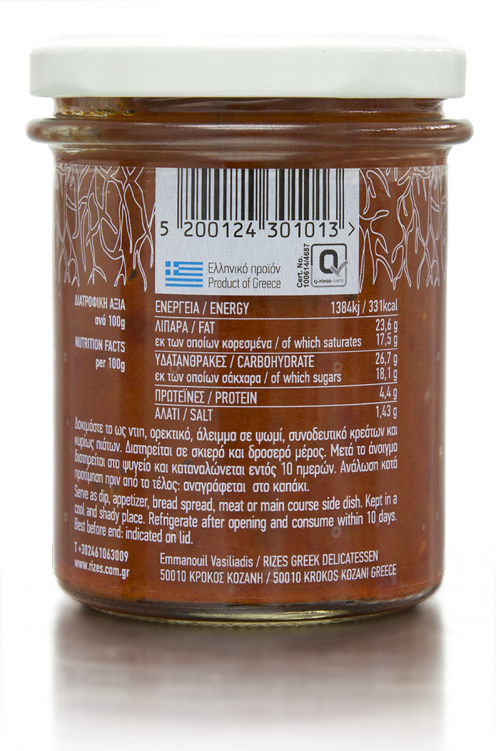 5 200124 301013 >
Ελληνικό προϊόν
Product of Greece
Cert. No.
10061/4/4687
Q
Q-FOOD SAFE
ΔΙΑΤΡΟΦΙΚΗ ΑΞΙΑ
ανά 100g
NUTRITION FACTS
per 100g
ΕΝΕΡΓΕΙΑ / ENERGY 1384kj / 331kcal
ΛΙΠΑΡΑ / FAT 23,6 g
εκ των οποίων κορεσμένα / of which saturates 17,5 g
ΥΔΑΤΑΝΘΡΑΚΕΣ / CARBOHYDRATE 26,7 g
εκ των οποίων σάκχαρα / of which sugars 18,1 g
ΠΡΩΤΕΪΝΕΣ / PROTEIN 4,4 g
ΑΛΑΤΙ / SALT 1,43 g
Δοκιμάστε το ως ντιπ, ορεκτικό, άλειμμα σε ψωμί, συνοδευτικό κρεάτων και
κυρίως πιάτων. Διατηρείται σε σκιερό και δροσερό μέρος. Μετά το άνοιγμα
διατηρείται στο ψυγείο και καταναλώνεται εντός 10 ημερών. Ανάλωση κατά
προτίμηση πριν από το τέλος: αναγράφεται στο καπάκι.
Serve as dip, appetizer, bread spread, meat or main course side dish. Kept in a
cool and shady place. Refrigerate after opening and consume within 10 days.
Best before end: indicated on lid.
T +302461063009
www.rizes.com.gr
Emmanouil Vasiliadis / RIZES GREEK DELICATESSEN
50010 ΚΡΟΚΟΣ ΚΟΖΑΝΗ / 50010 KROKOS KOZANI GREECE